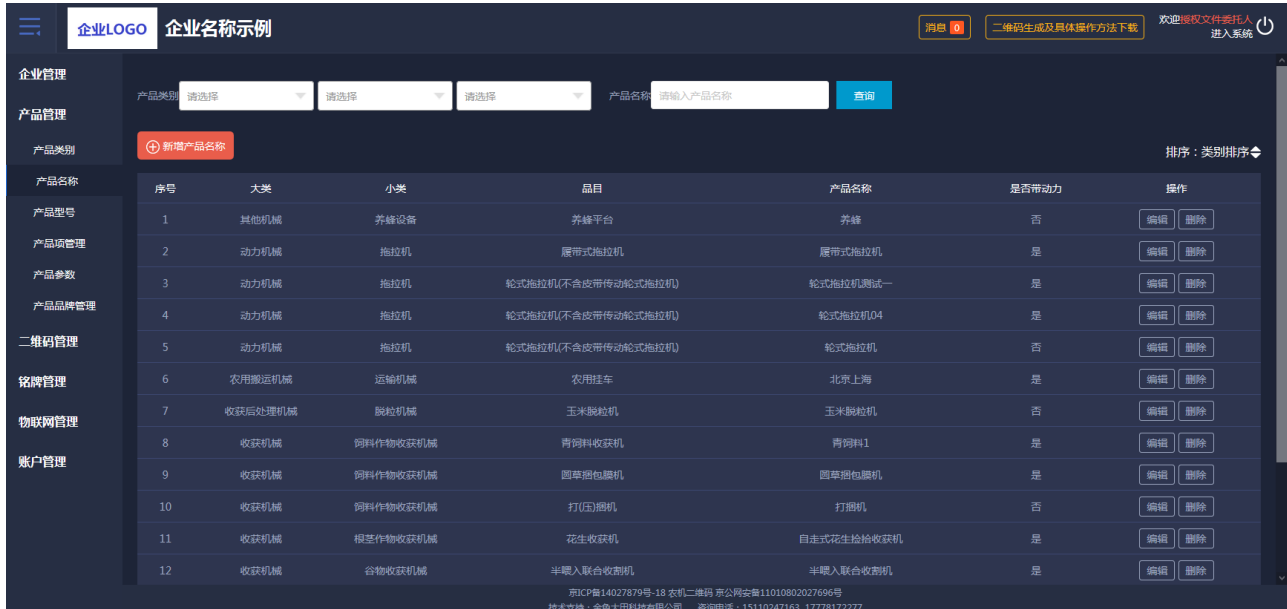 企业LOGO 企业名称示例 消息 0 二维码生成及具体操作方法下载 欢迎授权文件委托人
进入系统
企业管理
产品管理
产品类别
产品名称
产品型号
产品项管理
产品参数
产品品牌管理
二维码管理
铭牌管理
物联网管理
账户管理
产品类别 请选择 请选择 请选择 产品名称 请输入产品名称 查询
新增产品名称 排序：类别排序
序号 大类 小类 品目 产品名称 是否带动力 操作
1 其他机械 养蜂设备 养蜂平台 养蜂 否 编辑 删除
2 动力机械 拖拉机 履带式拖拉机 履带式拖拉机 是 编辑 删除
3 动力机械 拖拉机 轮式拖拉机(不含皮带传动轮式拖拉机) 轮式拖拉机测试一 是 编辑 删除
4 动力机械 拖拉机 轮式拖拉机(不含皮带传动轮式拖拉机) 轮式拖拉机04 是 编辑 删除
5 动力机械 拖拉机 轮式拖拉机(不含皮带传动轮式拖拉机) 轮式拖拉机 否 编辑 删除
6 农用搬运机械 运输机械 农用挂车 北京上海 是 编辑 删除
7 收获后处理机械 脱粒机械 玉米脱粒机 玉米脱粒机 否 编辑 删除
8 收获机械 饲料作物收获机械 青饲料收获机 青饲料1 是 编辑 删除
9 收获机械 饲料作物收获机械 圆草捆包膜机 圆草捆包膜机 是 编辑 删除
10 收获机械 饲料作物收获机械 打(压)捆机 打捆机 否 编辑 删除
11 收获机械 根茎作物收获机械 花生收获机 自走式花生捡拾收获机 是 编辑 删除
12 收获机械 谷物收获机械 半喂入联合收割机 半喂入联合收割机 是 编辑 删除
京ICP备14027879号-18 农机二维码 京公网安备11010802027696号
技术支持：金色大田科技有限公司 咨询电话：15110247163 17778172277